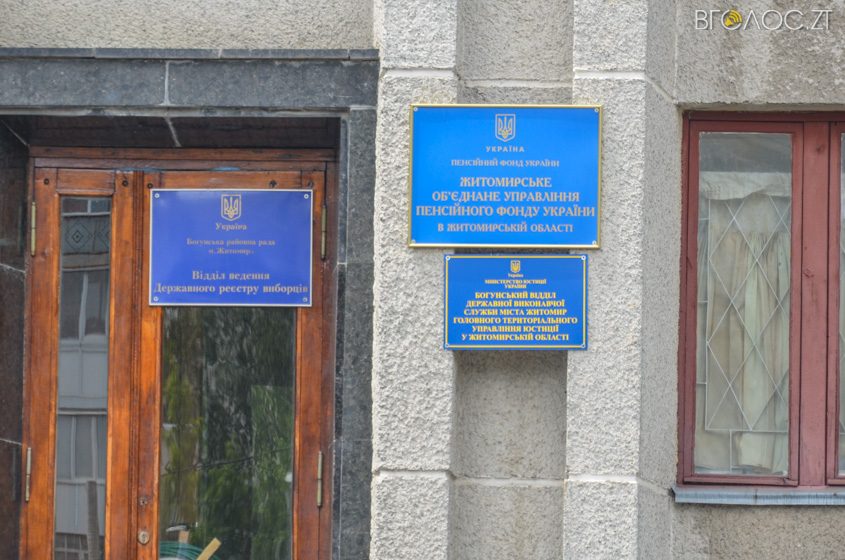 ВГОЛОС.ZT
Україна
Богунська районна рада
м. Житомир
Відділ ведення
Державного реєстру виборців
УКРАЇНА
ПЕНСІЙНИЙ ФОНД УКРАЇНИ
ЖИТОМИРСЬКЕ
ОБ'ЄДНАНЕ УПРАВЛІННЯ
ПЕНСІЙНОГО ФОНДУ УКРАЇНИ
В ЖИТОМИРСЬКІЙ ОБЛАСТІ
Україна
МІНІСТЕРСТВО ЮСТИЦІЇ
УКРАЇНИ
БОГУНСЬКИЙ ВІДДІЛ
ДЕРЖАВНОЇ ВИКОНАВЧОЇ
СЛУЖБИ МІСТА ЖИТОМИР
ГОЛОВНОГО ТЕРИТОРІАЛЬНОГО
УПРАВЛІННЯ ЮСТИЦІЇ
У ЖИТОМИРСЬКІЙ ОБЛАСТІ